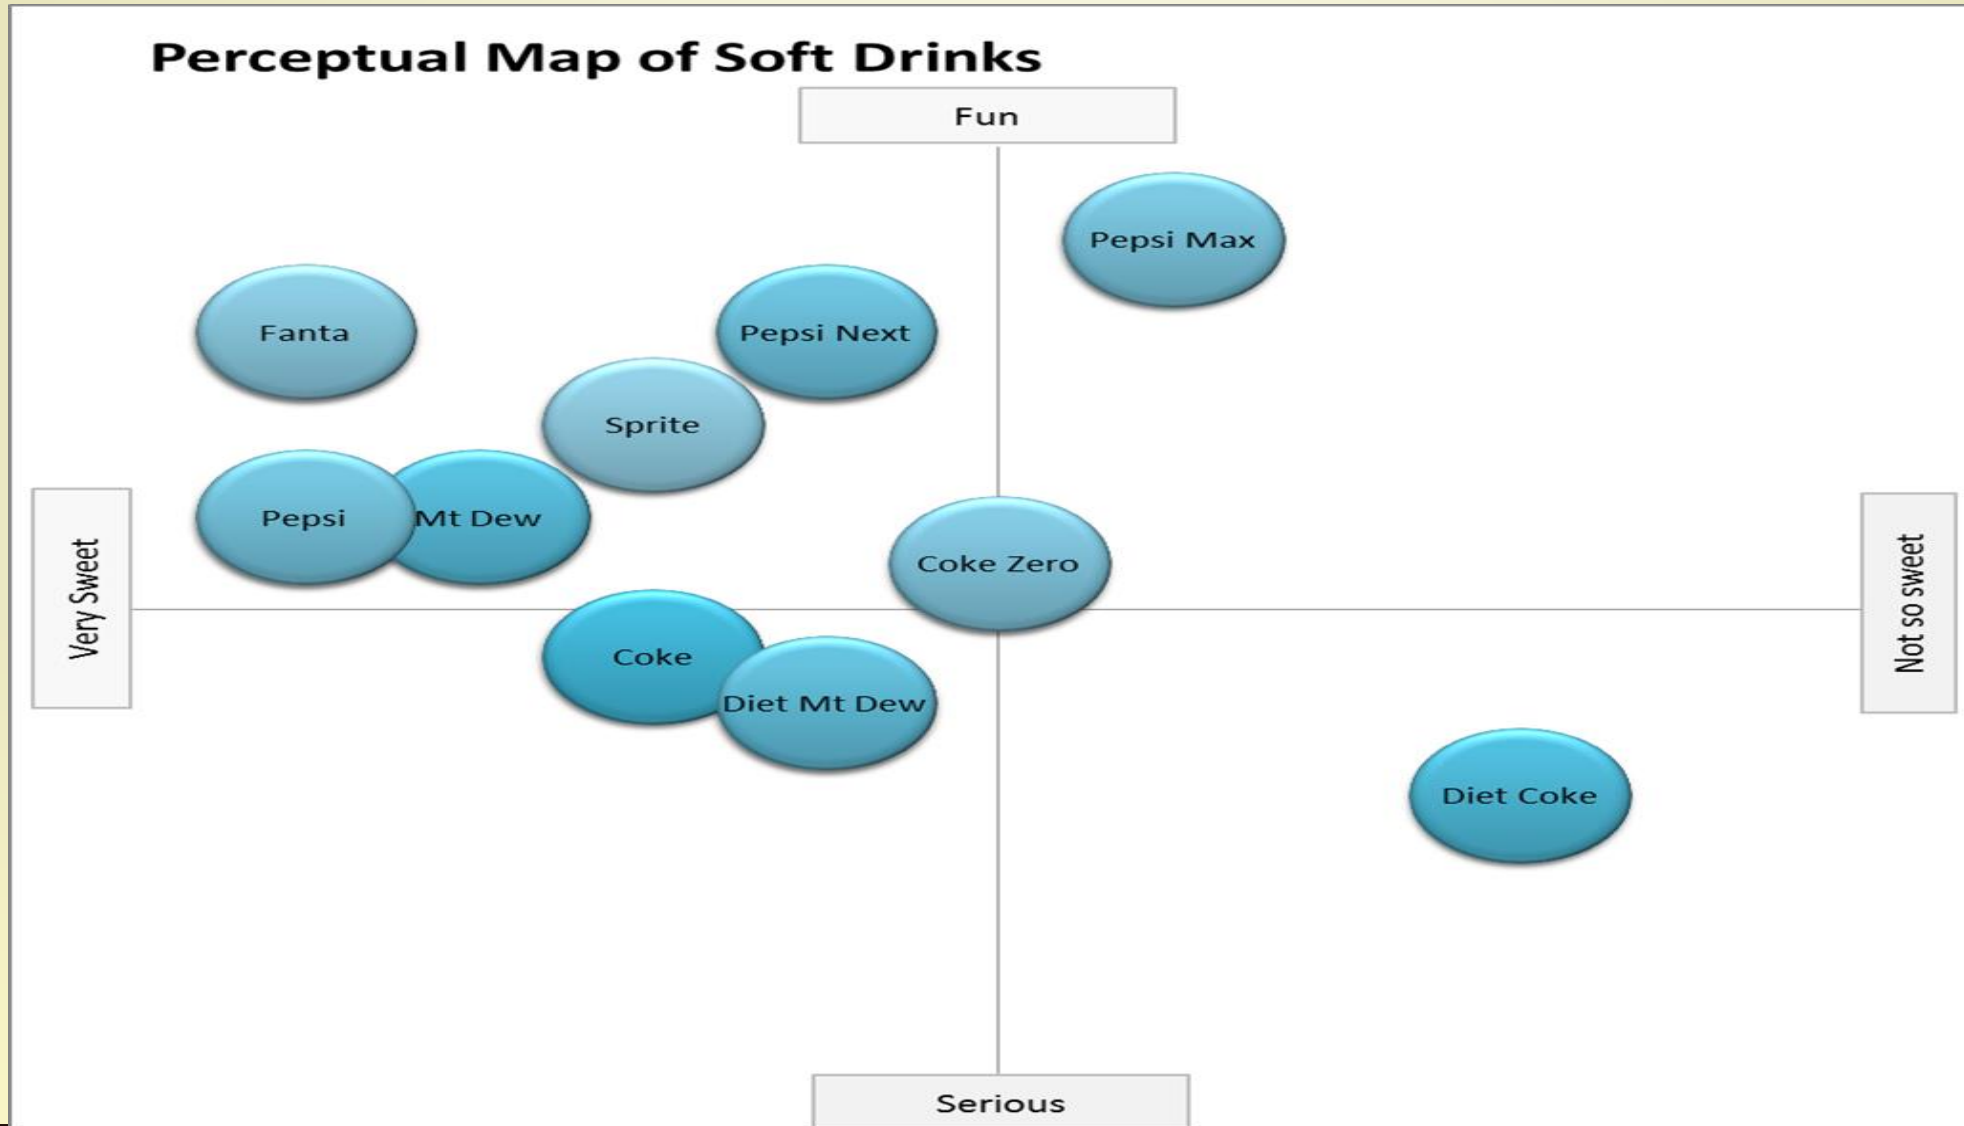 Perceptual Map of Soft Drinks
Fun
Pepsi Max
Fanta
Pepsi Next
Sprite
Pepsi
Mt Dew
Coke Zero
Very Sweet
Not so sweet
Coke
Diet Mt Dew
Diet Coke
Serious